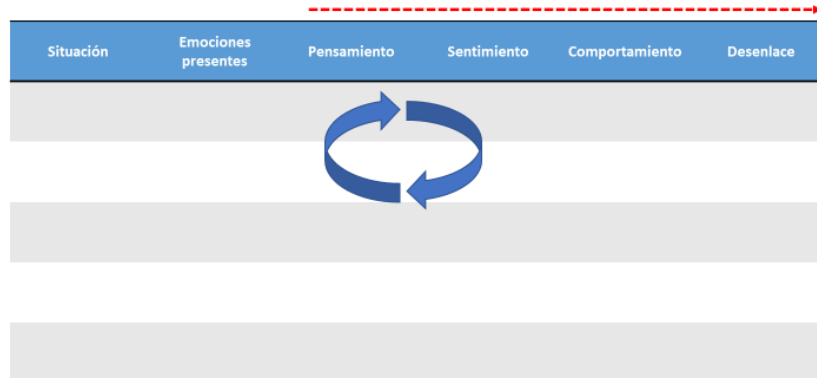 Situación
Emociones
presentes
Pensamiento
Sentimiento
Comportamiento
Desenlace